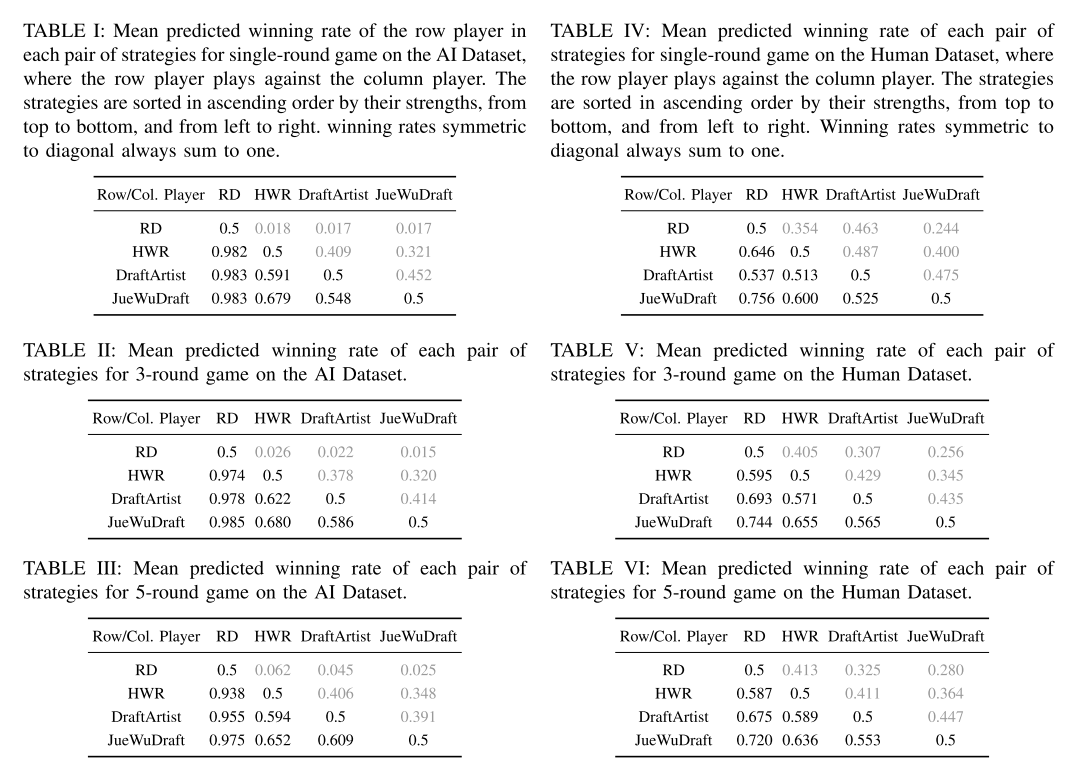 TABLE I: Mean predicted winning rate of the row player in
each pair of strategies for single-round game on the AI Dataset,
where the row player plays against the column player. The
strategies are sorted in ascending order by their strengths, from
top to bottom, and from left to right. winning rates symmetric
to diagonal always sum to one.
Row/Col. Player RD HWR DraftArtist JueWuDraft
RD 0.5 0.018 0.017 0.017
HWR 0.982 0.5 0.409 0.321
DraftArtist 0.983 0.591 0.5 0.452
JueWuDraft 0.983 0.679 0.548 0.5
TABLE II: Mean predicted winning rate of each pair of
strategies for 3-round game on the AI Dataset.
Row/Col. Player RD HWR DraftArtist JueWuDraft
RD 0.5 0.026 0.022 0.015
HWR 0.974 0.5 0.378 0.320
DraftArtist 0.978 0.622 0.5 0.414
JueWuDraft 0.985 0.680 0.586 0.5
TABLE III: Mean predicted winning rate of each pair of
strategies for 5-round game on the AI Dataset.
Row/Col. Player RD HWR DraftArtist JueWuDraft
RD 0.5 0.062 0.045 0.025
HWR 0.938 0.5 0.406 0.348
DraftArtist 0.955 0.594 0.5 0.391
JueWuDraft 0.975 0.652 0.609 0.5
TABLE IV: Mean predicted winning rate of each pair of
strategies for single-round game on the Human Dataset, where
the row player plays against the column player. The strategies
are sorted in ascending order by their strengths, from top to
bottom, and from left to right. Winning rates symmetric to
diagonal always sum to one.
Row/Col. Player RD HWR DraftArtist JueWuDraft
RD 0.5 0.354 0.463 0.244
HWR 0.646 0.5 0.487 0.400
DraftArtist 0.537 0.513 0.5 0.475
JueWuDraft 0.756 0.600 0.525 0.5
TABLE V: Mean predicted winning rate of each pair of
strategies for 3-round game on the Human Dataset.
Row/Col. Player RD HWR DraftArtist JueWuDraft
RD 0.5 0.405 0.307 0.256
HWR 0.595 0.5 0.429 0.345
DraftArtist 0.693 0.571 0.5 0.435
JueWuDraft 0.744 0.655 0.565 0.5
TABLE VI: Mean predicted winning rate of each pair of
strategies for 5-round game on the Human Dataset.
Row/Col. Player RD HWR DraftArtist JueWuDraft
RD 0.5 0.413 0.325 0.280
HWR 0.587 0.5 0.411 0.364
DraftArtist 0.675 0.589 0.5 0.447
JueWuDraft 0.720 0.636 0.553 0.5